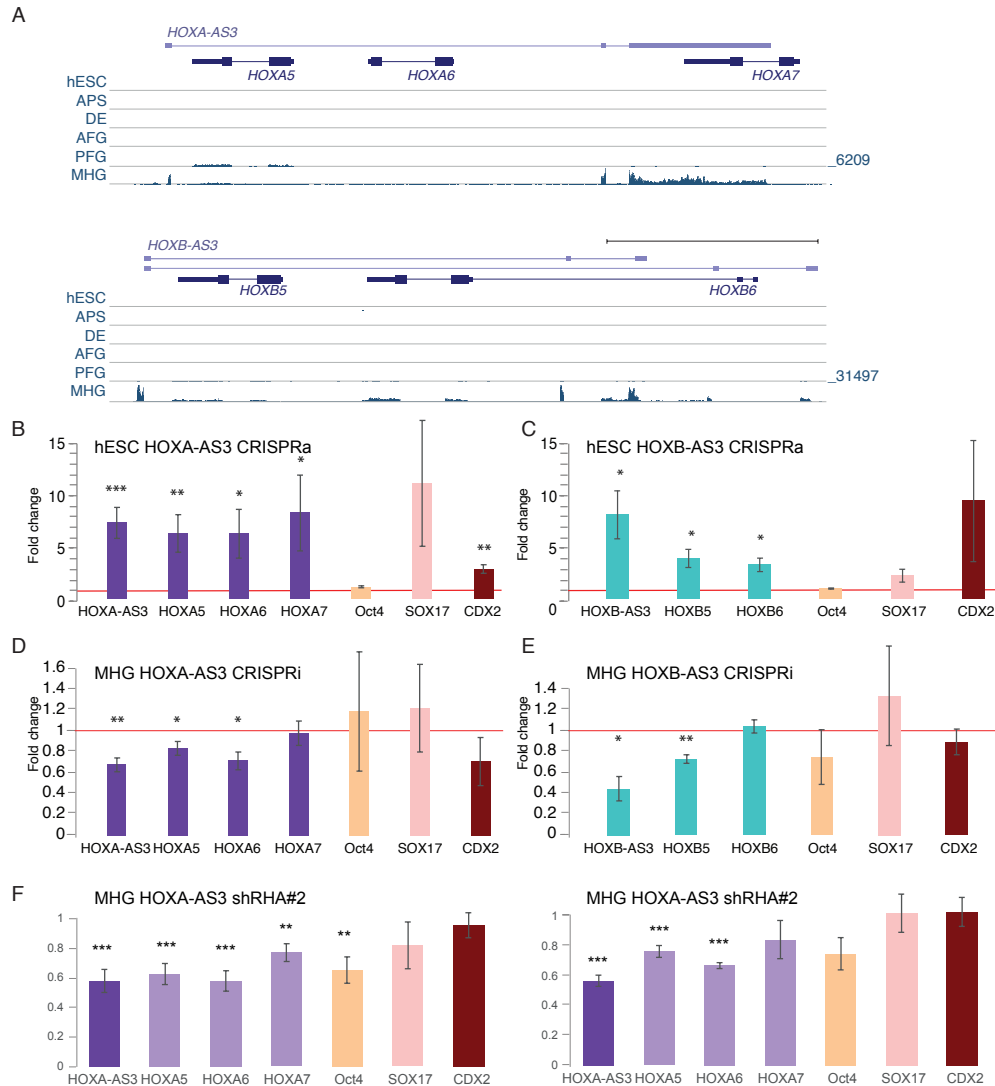 A
HOXA-AS3
HOXA5 HOXA6 HOXA7
hESC
APS
DE
AFG
PFG
_6209
MHG
HOXB-AS3
HOXB5 HOXB6
hESC
APS
DE
AFG
PFG
_31497
MHG
B
hESC HOXA-AS3 CRISPRa
Fold change
15
10
5
0
*** ** * * **
HOXA-AS3 HOXA5 HOXA6 HOXA7 Oct4 SOX17 CDX2
C
hESC HOXB-AS3 CRISPRa
Fold change
15
10
5
0
* * *
HOXB-AS3 HOXB5 HOXB6 Oct4 SOX17 CDX2
D
MHG HOXA-AS3 CRISPRi
Fold change
1.6
1.4
1.2
1
0.8
0.6
0.4
0.2
0
** * *
HOXA-AS3 HOXA5 HOXA6 HOXA7 Oct4 SOX17 CDX2
E
MHG HOXB-AS3 CRISPRi
Fold change
1.4
1.2
1
0.8
0.6
0.4
0.2
0
* **
HOXB-AS3 HOXB5 HOXB6 Oct4 SOX17 CDX2
F
MHG HOXA-AS3 shRHA#2
1
0.8
0.6
0.4
0.2
0
*** *** *** ** **
HOXA-AS3 HOXA5 HOXA6 HOXA7 Oct4 SOX17 CDX2
MHG HOXA-AS3 shRHA#2
1
0.8
0.6
0.4
0.2
0
*** *** ***
HOXA-AS3 HOXA5 HOXA6 HOXA7 Oct4 SOX17 CDX2